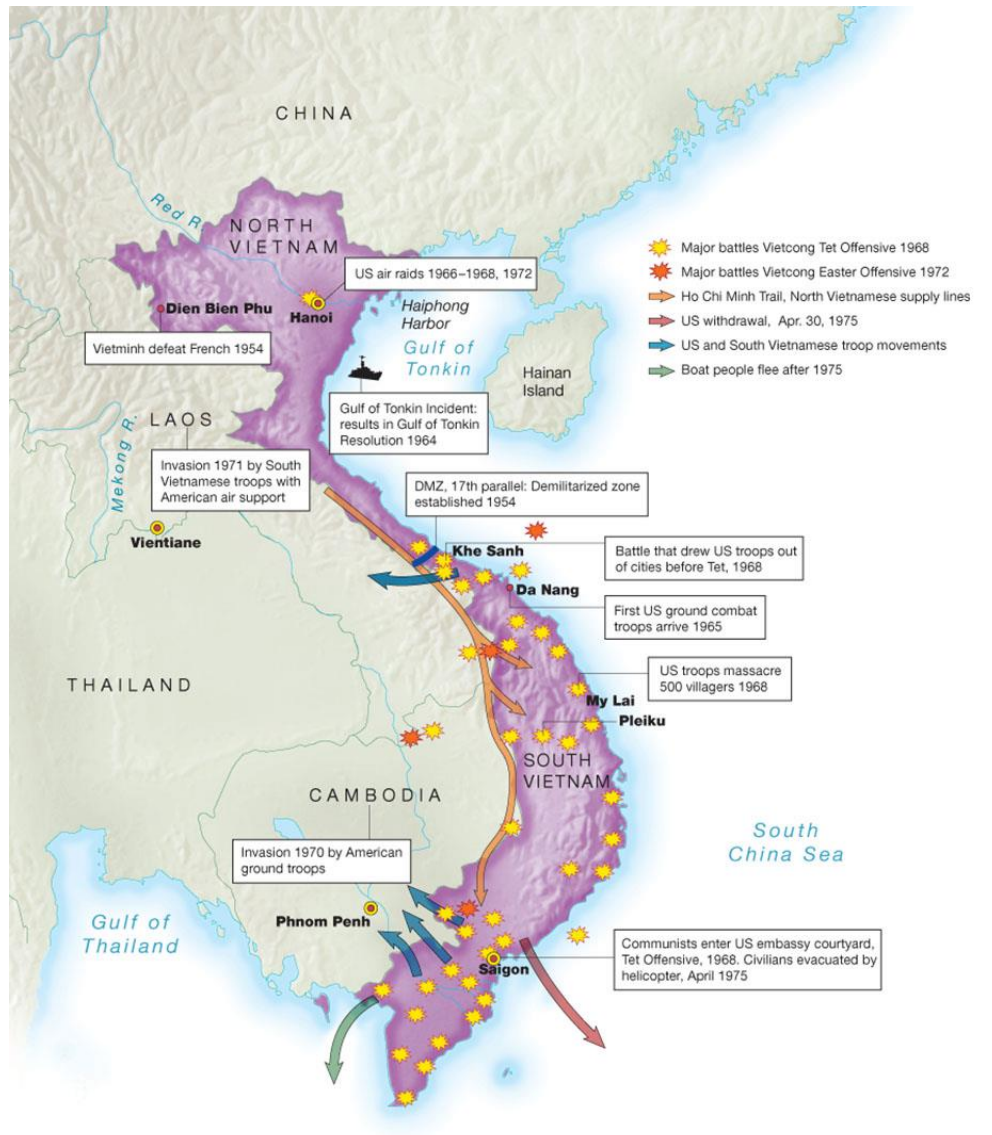 CHINA
Red R.
NORTH
VIETNAM
US air raids 1966–1968, 1972
Dien Bien Phu
Hanoi
Haiphong
Harbor
Vietminh defeat French 1954
Gulf of
Tonkin
Hainan
Island
Major battles Vietcong Tet Offensive 1968
Major battles Vietcong Easter Offensive 1972
Ho Chi Minh Trail, North Vietnamese supply lines
US withdrawal, Apr. 30, 1975
US and South Vietnamese troop movements
Boat people flee after 1975
Gulf of Tonkin Incident:
results in Gulf of Tonkin
Resolution 1964
LAOS
Mekong R.
Invasion 1971 by South
Vietnamese troops with
American air support
DMZ, 17th parallel: Demilitarized zone
established 1954
Vientiane
Khe Sanh
Battle that drew US troops out
of cities before Tet, 1968
Da Nang
First US ground combat
troops arrive 1965
THAILAND
US troops massacre
500 villagers 1968
My Lai
Pleiku
SOUTH
VIETNAM
CAMBODIA
South
China Sea
Invasion 1970 by American
ground troops
Phnom Penh
Gulf of
Thailand
Saigon
Communists enter US embassy courtyard,
Tet Offensive, 1968. Civilians evacuated by
helicopter, April 1975